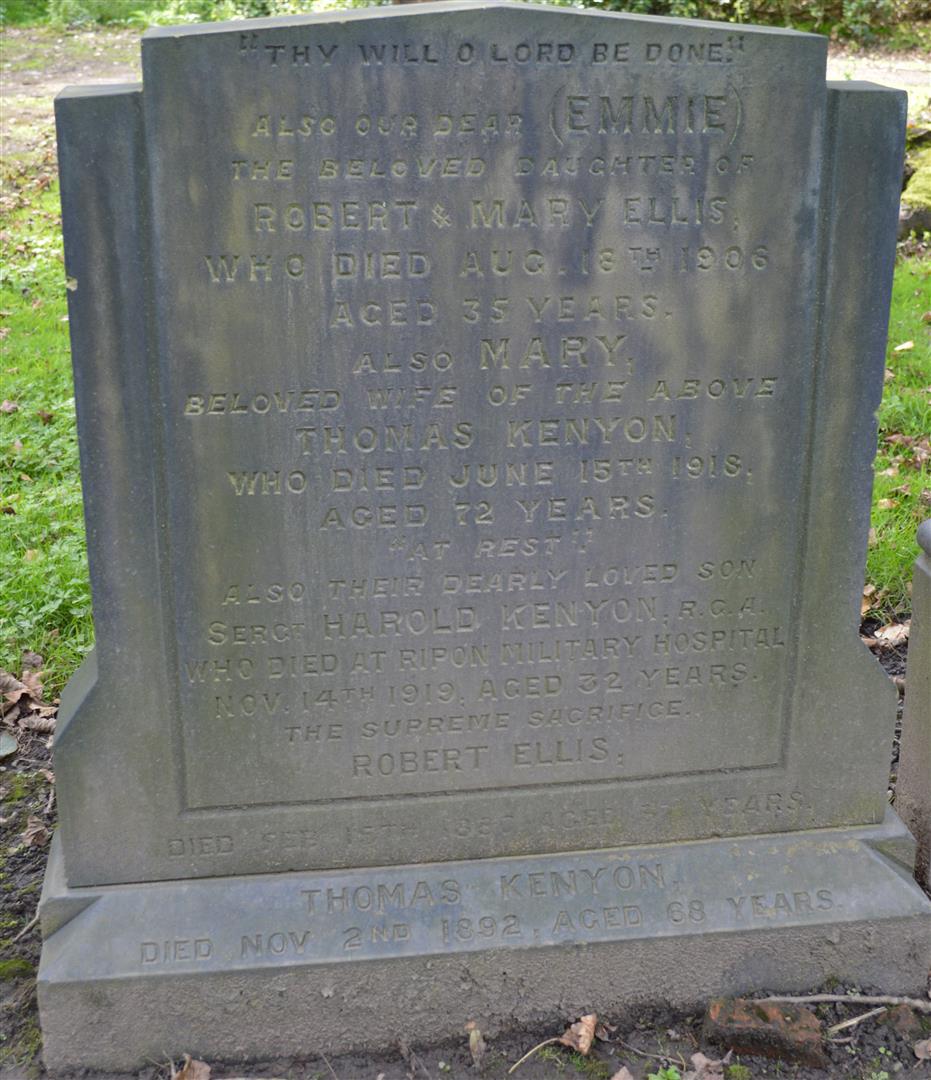 "THY WILL O LORD BE DONE."
ALSO OUR DEAR (EMMIE)
THE BELOVED DAUGHTER OF
ROBERT & MARY ELLIS,
WHO DIED AUG. 18TH 1906
AGED 35 YEARS.
ALSO MARY,
BELOVED WIFE OF THE ABOVE
THOMAS KENYON,
WHO DIED JUNE 15TH 1918,
AGED 72 YEARS.
"AT REST"
ALSO THEIR DEARLY LOVED SON
SERGT HAROLD KENYON, R.G.A.
WHO DIED AT RIPON MILITARY HOSPITAL
NOV. 14TH 1919. AGED 32 YEARS.
THE SUPREME SACRIFICE.
ROBERT ELLIS,
DIED FEB AGED YEARS.
THOMAS KENYON,
DIED NOV 2ND 1892, AGED 68 YEARS.